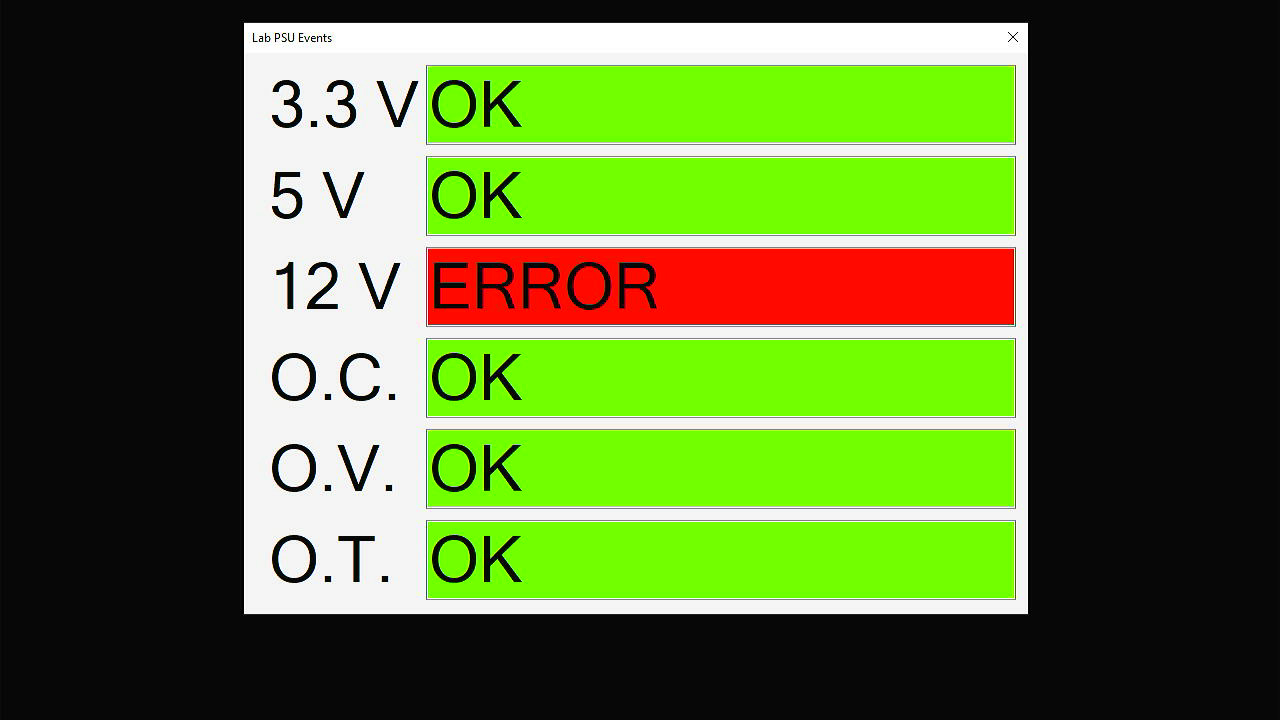 Lab PSU Events
3.3 V OK
5 V OK
12 V ERROR
O.C. OK
O.V. OK
O.T. OK